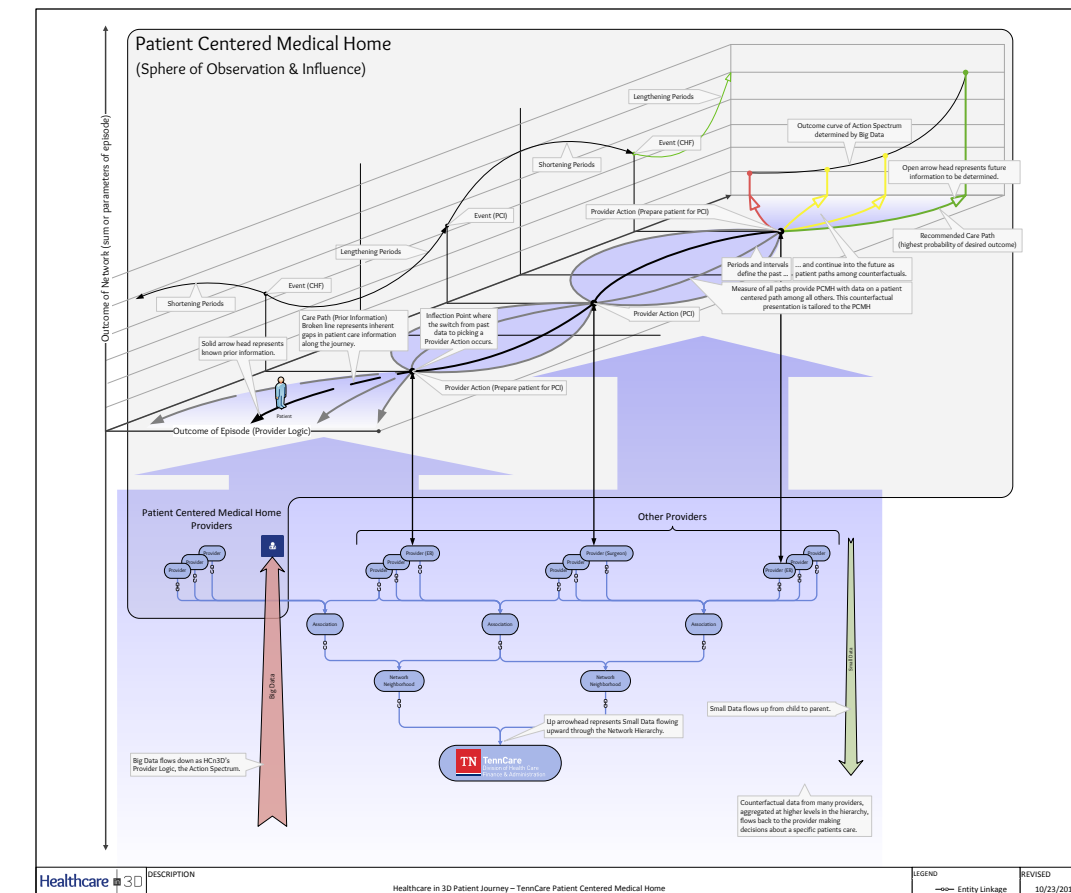 Patient Centered Medical Home
(Sphere of Observation & Influence)
Outcome of Network (sum or parameters of episode)
Lengthening Periods
Outcome curve of Action Spectrum
determined by Big Data
Event (CHF)
Shortening Periods
Open arrow head represents future
information to be determined.
Provider Action (Prepare patient for PCI)
Event (PCI)
Recommended Care Path
(highest probability of desired outcome)
Lengthening Periods
Periods and intervals
define the past ...
... and continue into the future as
patient paths among counterfactuals.
Event (CHF)
Measure of all paths provide PCMH with data on a patient
centered path among all others. This counterfactual
presentation is tailored to the PCMH
Shortening Periods
Care Path (Prior Information)
Broken line represents inherent
gaps in patient care information
along the journey.
Inflection Point where
the switch from past
data to picking a
Provider Action occurs.
Provider Action (PCI)
Solid arrow head represents
known prior information.
Provider Action (Prepare patient for PCI)
Patient
Outcome of Episode (Provider Logic)
Patient Centered Medical Home
Providers
Other Providers
Provider
Provider
Provider
Provider (EB)
Provider
Provider
Provider (Surgeon)
Provider
Provider
Provider
Provider
Provider (EB)
Association
Association
Association
Small Data
Big Data
Network
Neighborhood
Network
Neighborhood
Small Data flows up from child to parent.
Up arrowhead represents Small Data flowing
upward through the Network Hierarchy.
Big Data flows down as HCn3D's
Provider Logic, the Action Spectrum.
TN
TennCare
Division of Health Care
Finance & Administration
Counterfactual data from many providers,
aggregated at higher levels in the hierarchy,
flows back to the provider making
decisions about a specific patients care.
Healthcare in 3D
DESCRIPTION
Healthcare in 3D Patient Journey – TennCare Patient Centered Medical Home
LEGEND
Entity Linkage
REVISED
10/23/201